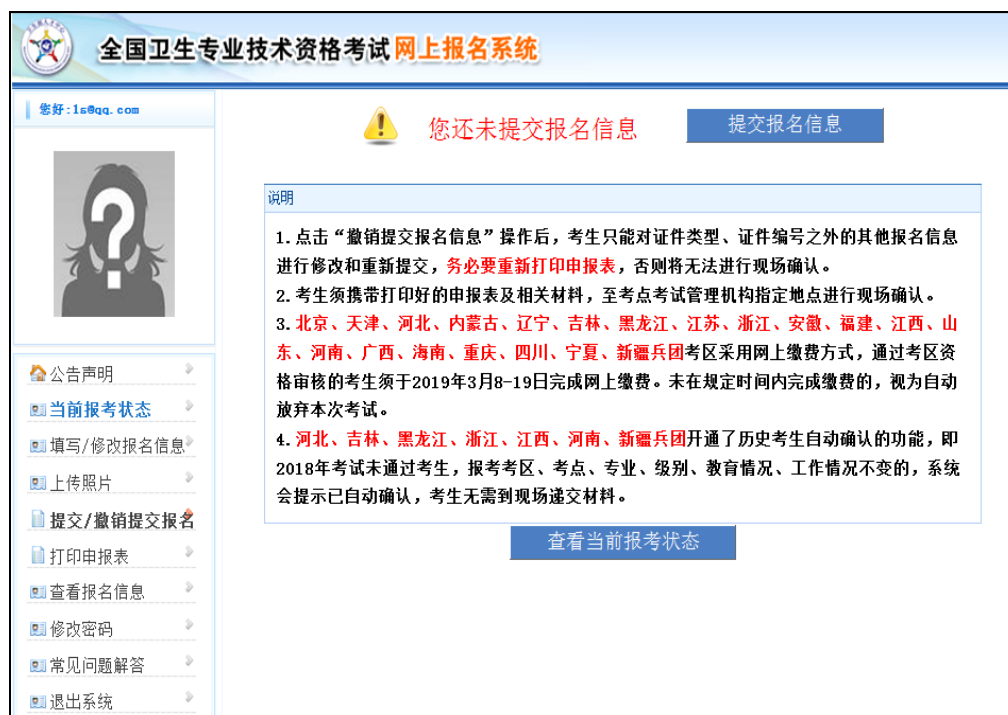 全国卫生专业技术资格考试网上报名系统
您好:1s@qq.com
您还未提交报名信息
提交报名信息
说明
1.点击“撤销提交报名信息”操作后，考生只能对证件类型、证件编号之外的其他报名信息
进行修改和重新提交，务必要重新打印申报表，否则将无法进行现场确认。
2.考生须携带打印好的申报表及相关材料，至考点考试管理机构指定地点进行现场确认。
3.北京、天津、河北、内蒙古、辽宁、吉林、黑龙江、江苏、浙江、安徽、福建、江西、山
东、河南、广西、海南、重庆、四川、宁夏、新疆兵团考区采用网上缴费方式，通过考区资
格审核的考生须于2019年3月8-19日完成网上缴费。未在规定时间内完成缴费的，视为自动
放弃本次考试。
4.河北、吉林、黑龙江、浙江、江西、河南、新疆兵团开通了历史考生自动确认的功能，即
2018年考试未通过考生，报考考区、考点、专业、级别、教育情况、工作情况不变的，系统
会提示已自动确认，考生无需到现场递交材料。
查看当前报考状态
公告声明
当前报考状态
填写/修改报名信息
上传照片
提交/撤销提交报名
打印申报表
查看报名信息
修改密码
常见问题解答
退出系统